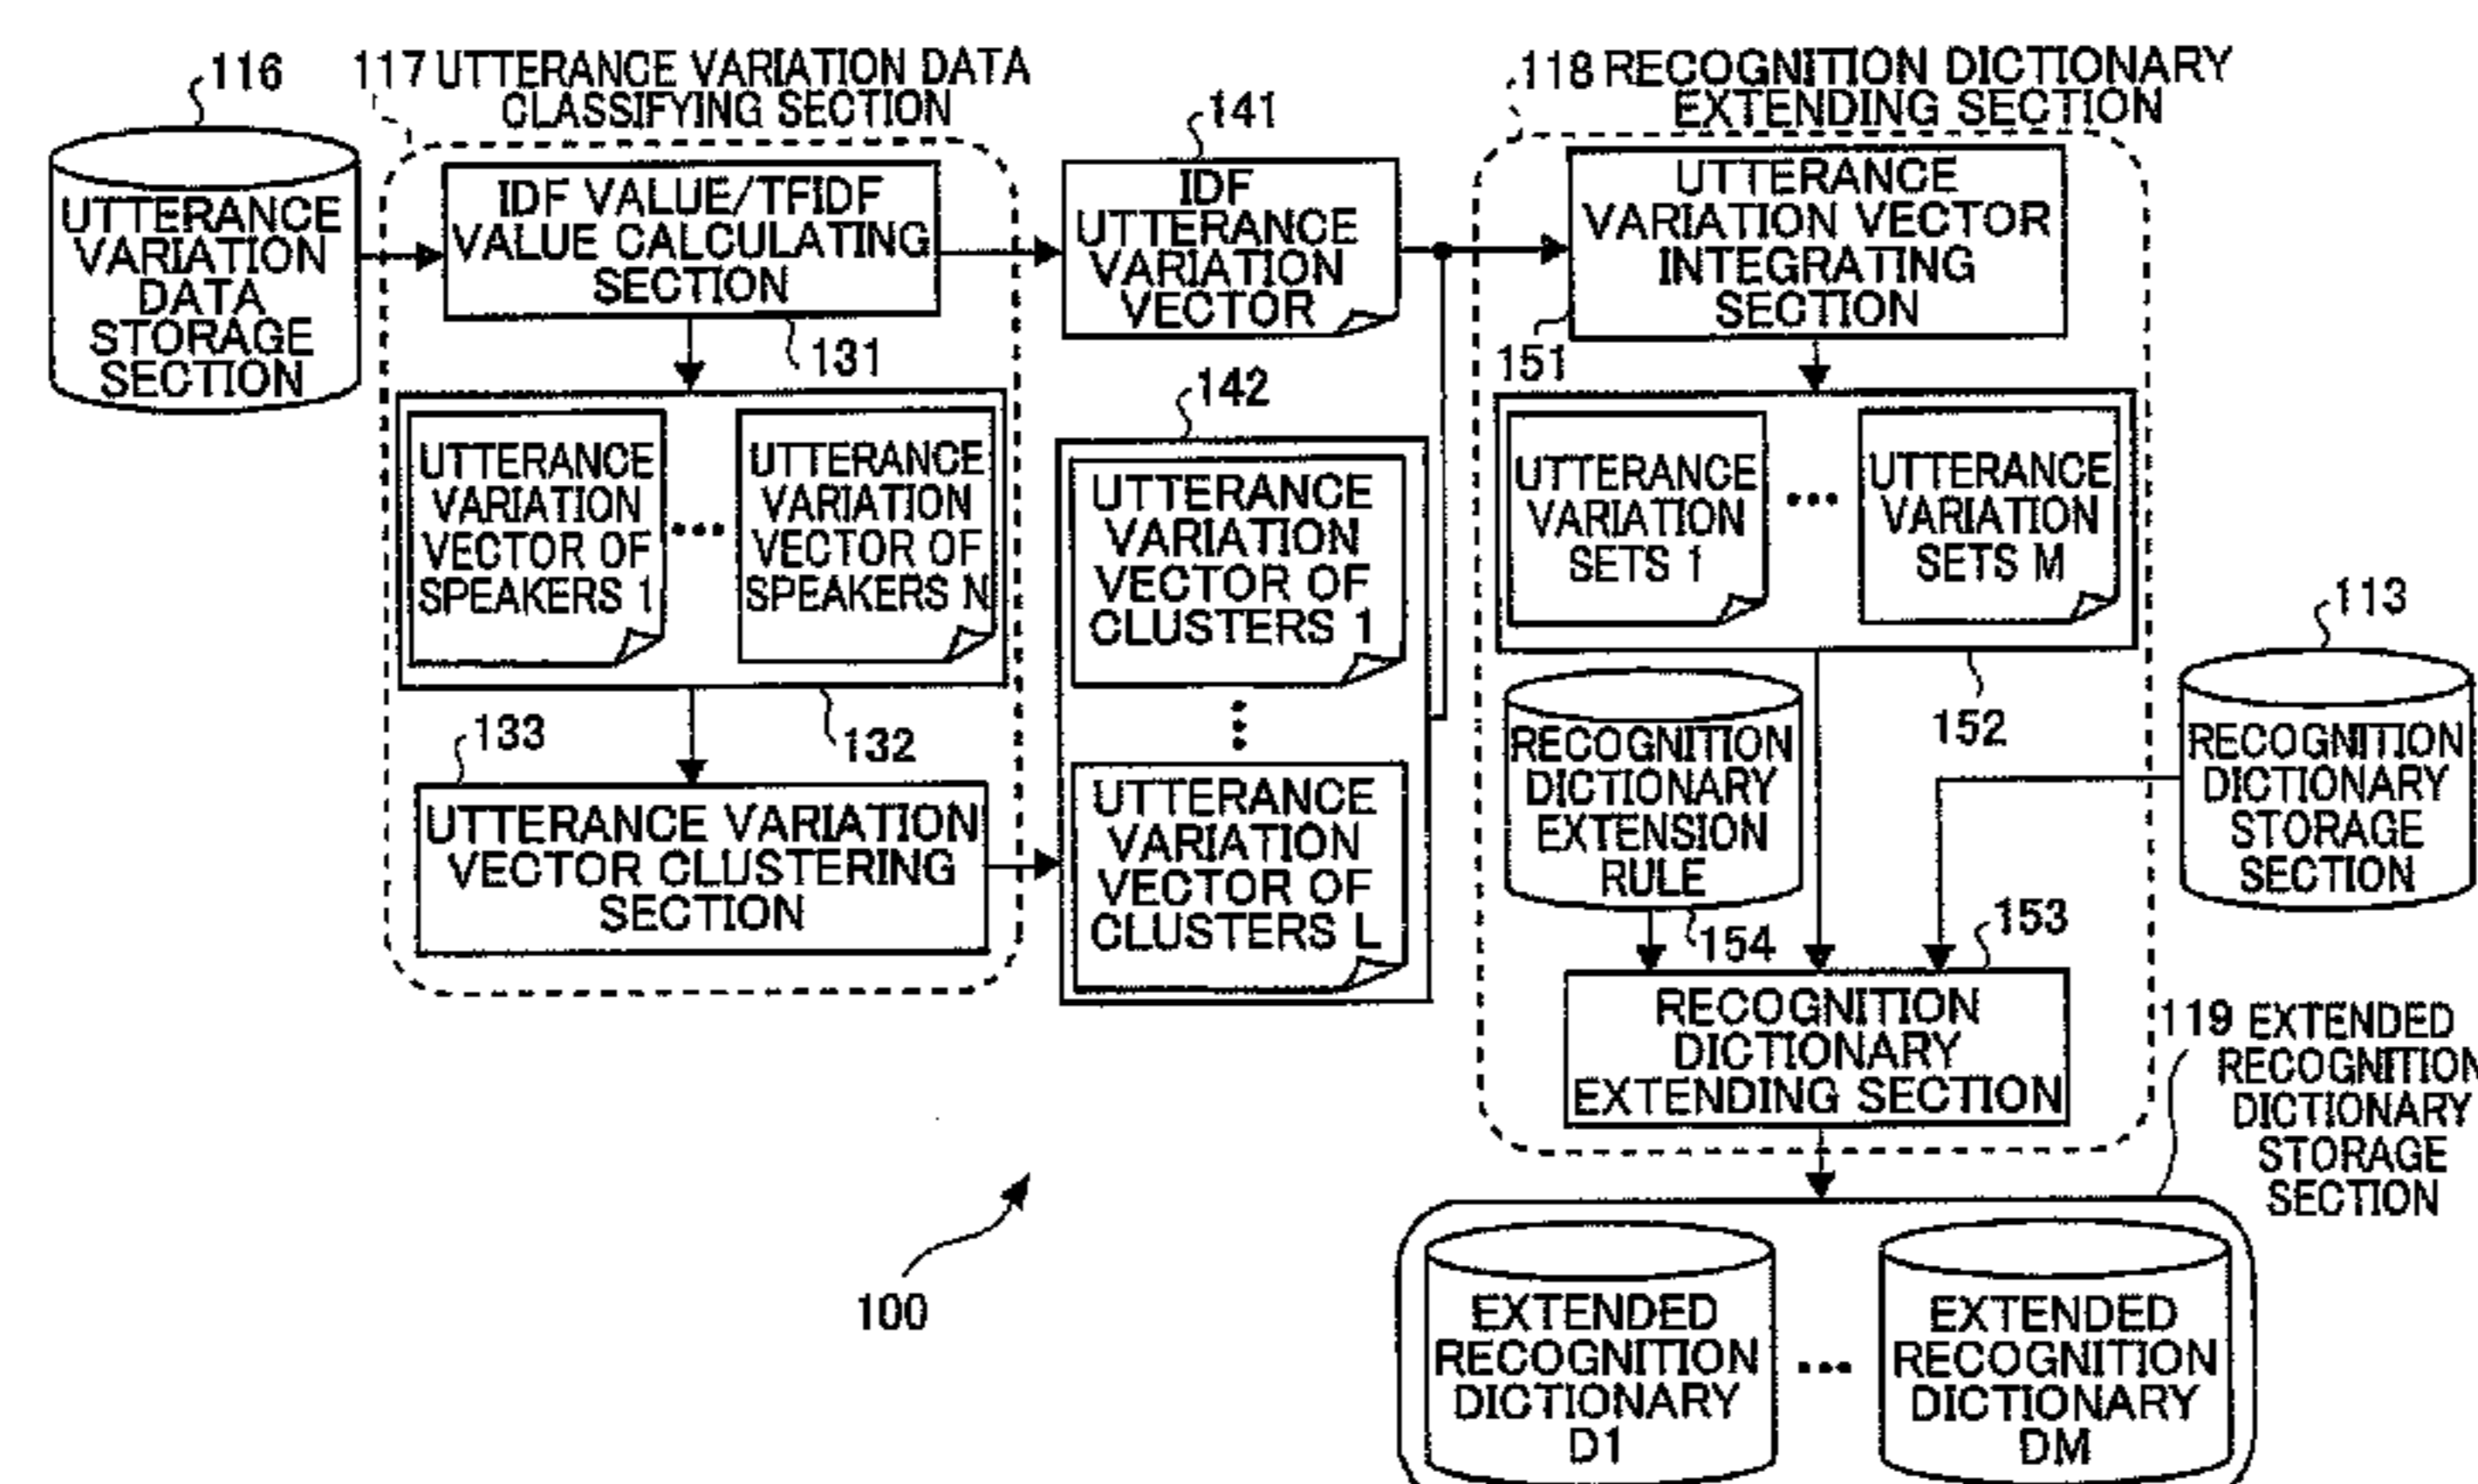 116
UTTERANCE
VARIATION
DATA
STORAGE
SECTION
117 UTTERANCE VARIATION DATA
CLASSIFYING SECTION
IDF VALUE/TFIDF
VALUE CALCULATING
SECTION
131
UTTERANCE
VARIATION
VECTOR OF
SPEAKERS 1
...
UTTERANCE
VARIATION
VECTOR OF
SPEAKERS N
132
133
UTTERANCE VARIATION
VECTOR CLUSTERING
SECTION
141
IDF
UTTERANCE
VARIATION
VECTOR
142
UTTERANCE
VARIATION
VECTOR OF
CLUSTERS 1
...
UTTERANCE
VARIATION
VECTOR OF
CLUSTERS L
118 RECOGNITION DICTIONARY
EXTENDING SECTION
UTTERANCE
VARIATION VECTOR
INTEGRATING
SECTION
151
UTTERANCE
VARIATION
SETS 1
...
UTTERANCE
VARIATION
SETS M
152
RECOGNITION
DICTIONARY
EXTENSION
RULE
154
113
RECOGNITION
DICTIONARY
STORAGE
SECTION
153
RECOGNITION
DICTIONARY
EXTENDING SECTION
119 EXTENDED
RECOGNITION
DICTIONARY
STORAGE
SECTION
EXTENDED
RECOGNITION
DICTIONARY
D1
...
EXTENDED
RECOGNITION
DICTIONARY
DM
100